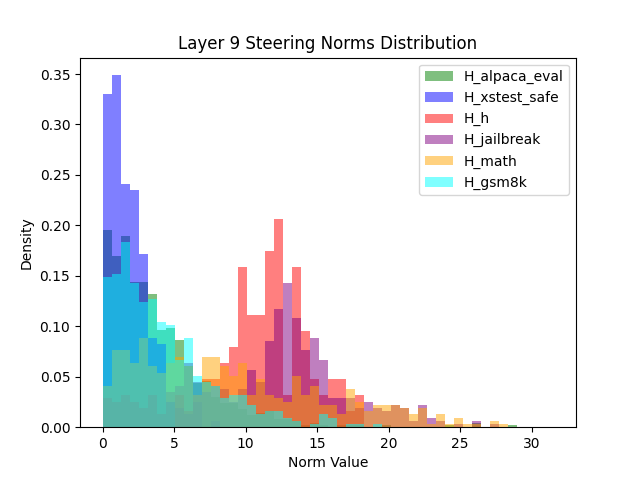 Layer 9 Steering Norms Distribution
H_alpaca_eval
H_xstest_safe
H_h
H_jailbreak
H_math
H_gsm8k
0.35
0.30
0.25
0.20
0.15
0.10
0.05
0.00
Density
0 5 10 15 20 25 30
Norm Value